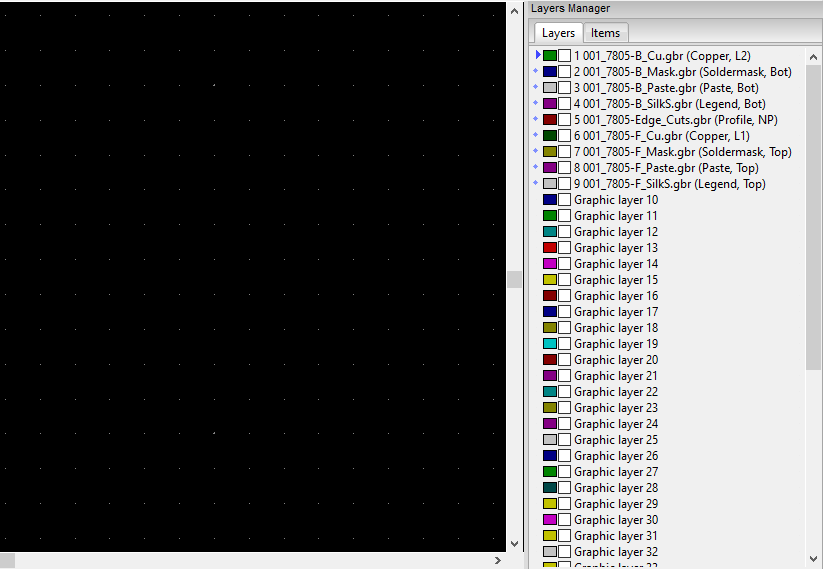 Layers Manager
Layers Items
1 001_7805-B_Cu.gbr (Copper, L2)
2 001_7805-B_Mask.gbr (Soldermask, Bot)
3 001_7805-B_Paste.gbr (Paste, Bot)
4 001_7805-B_SilkS.gbr (Legend, Bot)
5 001_7805-Edge_Cuts.gbr (Profile, NP)
6 001_7805-F_Cu.gbr (Copper, L1)
7 001_7805-F_Mask.gbr (Soldermask, Top)
8 001_7805-F_Paste.gbr (Paste, Top)
9 001_7805-F_SilkS.gbr (Legend, Top)
Graphic layer 10
Graphic layer 11
Graphic layer 12
Graphic layer 13
Graphic layer 14
Graphic layer 15
Graphic layer 16
Graphic layer 17
Graphic layer 18
Graphic layer 19
Graphic layer 20
Graphic layer 21
Graphic layer 22
Graphic layer 23
Graphic layer 24
Graphic layer 25
Graphic layer 26
Graphic layer 27
Graphic layer 28
Graphic layer 29
Graphic layer 30
Graphic layer 31
Graphic layer 32
Graphic layer 33